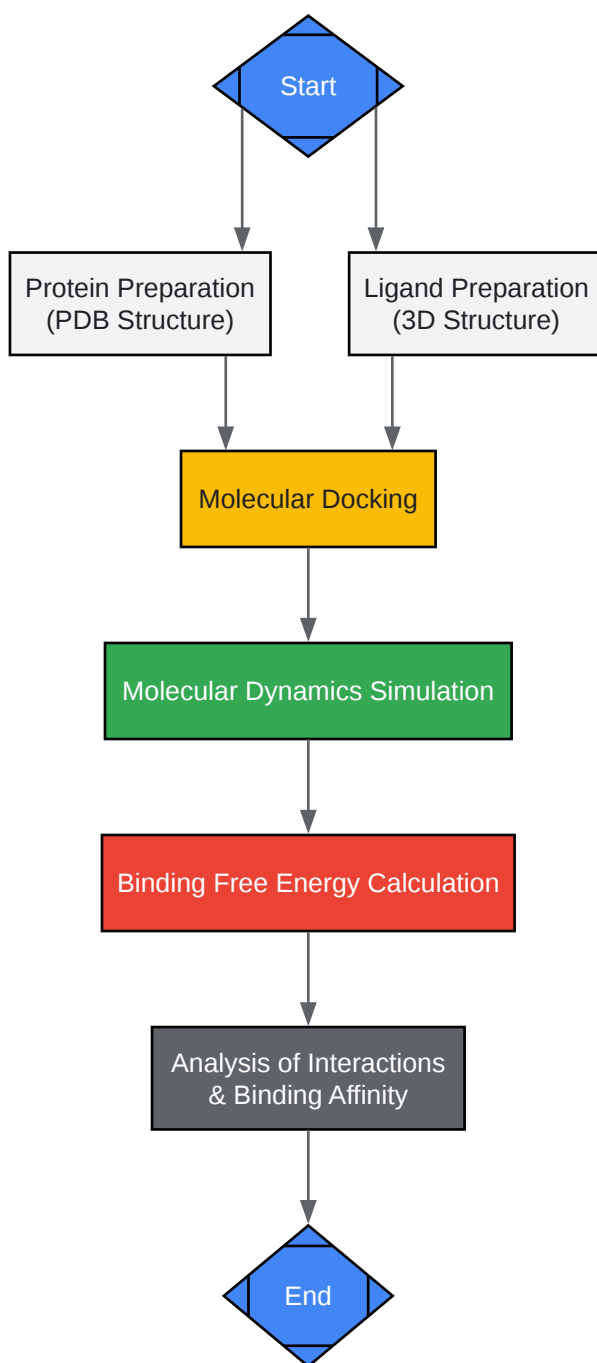 Start
Protein Preparation
(PDB Structure)
Ligand Preparation
(3D Structure)
Molecular Docking
Molecular Dynamics Simulation
Binding Free Energy Calculation
Analysis of Interactions
& Binding Affinity
End